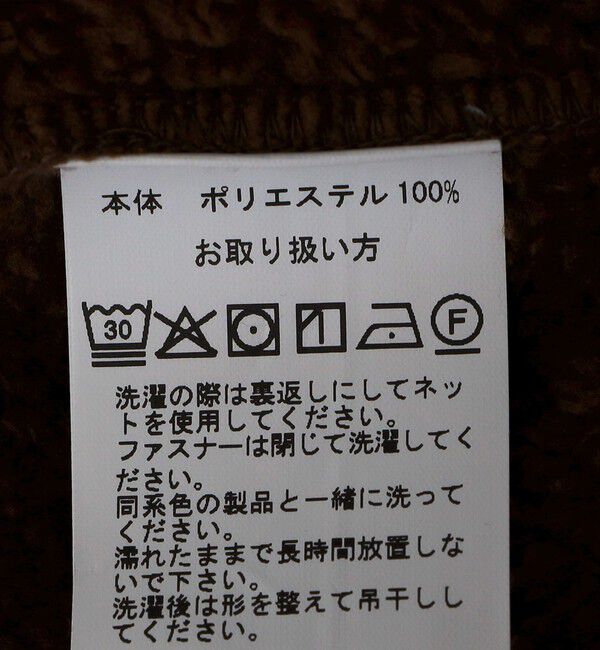 本体 ポリエステル 100%
お取り扱い方
30 F
洗濯の際は裏返しにしてネッ
トを使用してください。
ファスナーは閉じて洗濯してく
ださい。
同系色の製品と一緒に洗って
ください。
濡れたままで長時間放置しな
いで下さい。
洗濯後は形を整えて吊干しし
てください。